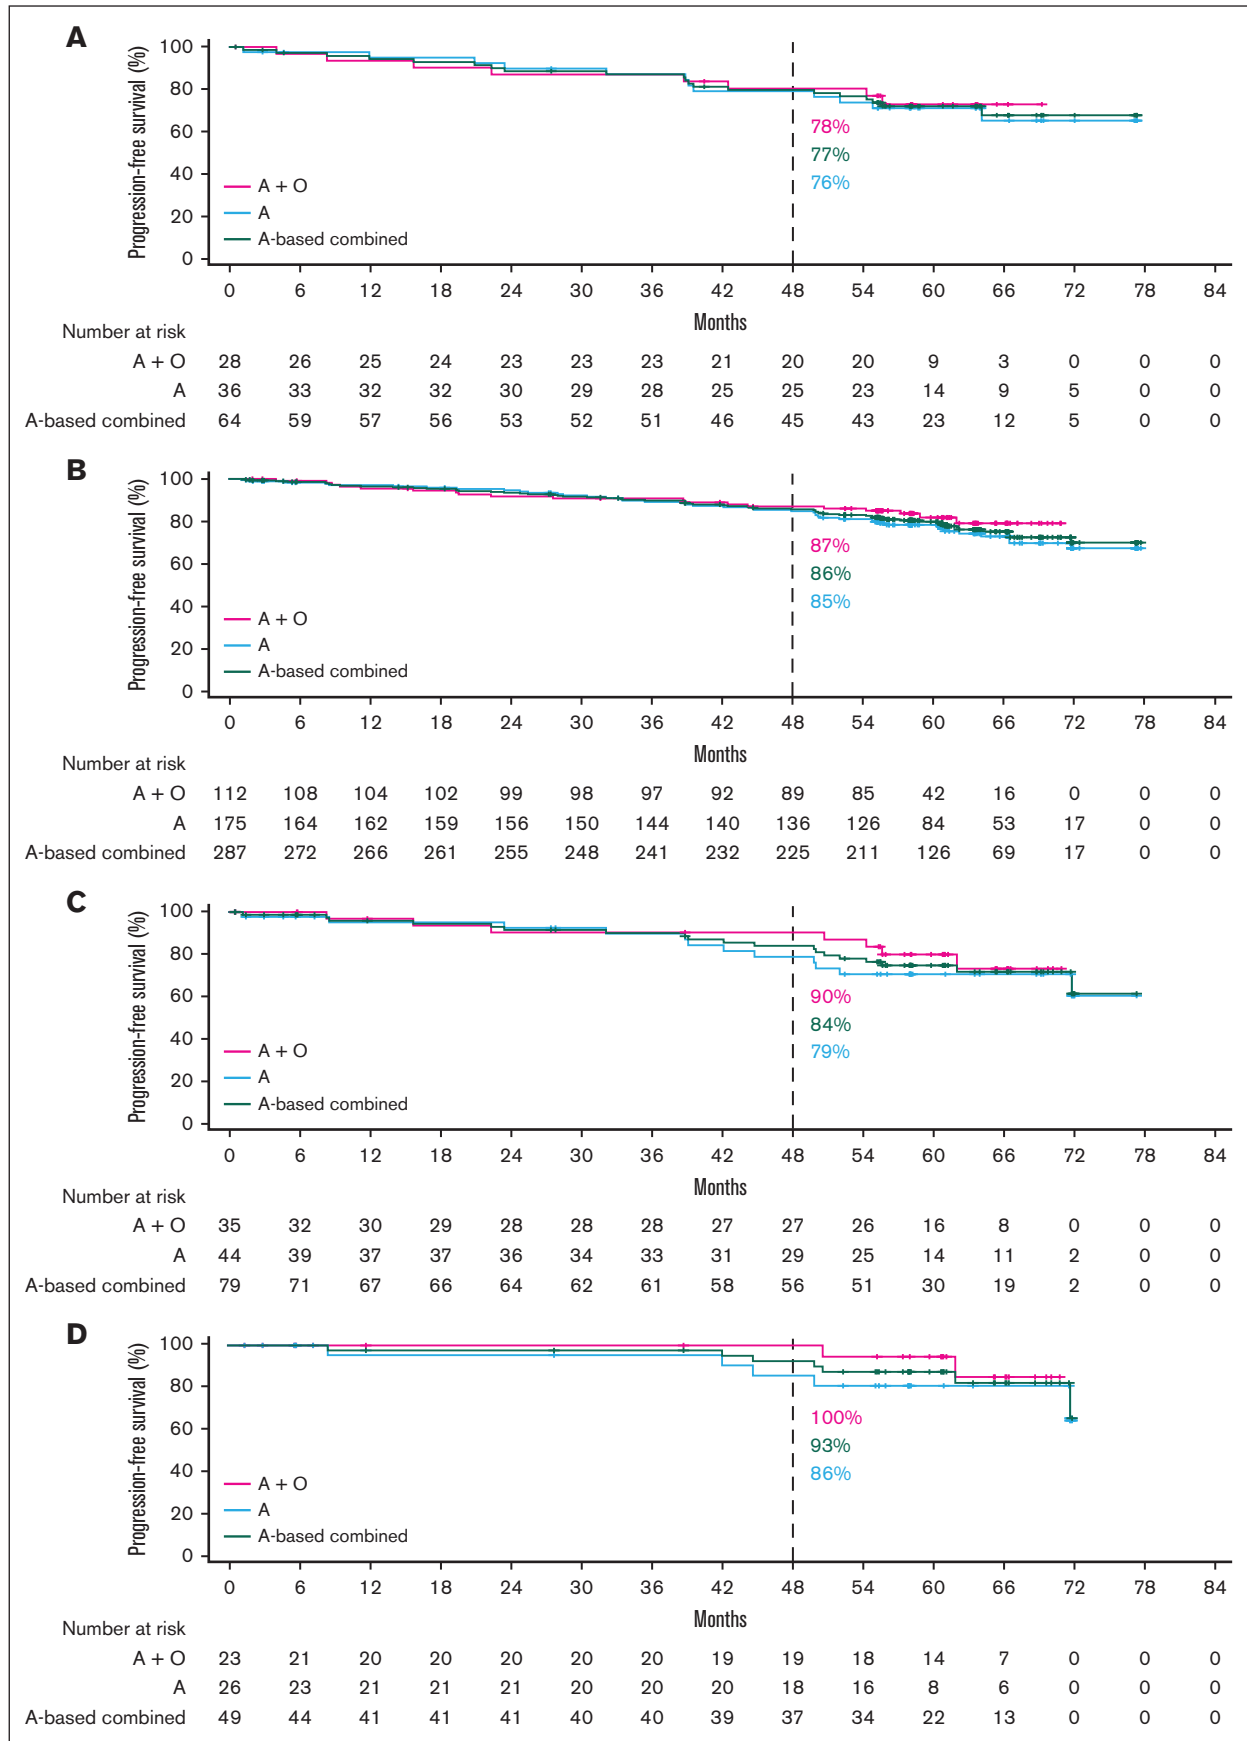 A
Progression-free survival (%)
100
80
60
40
20
0
78%
77%
76%
A + O
A
A-based combined
0 6 12 18 24 30 36 42 48 54 60 66 72 78 84
Months
Number at risk
A + O 28 26 25 24 23 23 23 21 20 20 9 3 0 0 0
A 36 33 32 32 30 29 28 25 25 23 14 9 5 0 0
A-based combined 64 59 57 56 53 52 51 46 45 43 23 12 5 0 0
B
Progression-free survival (%)
100
80
60
40
20
0
87%
86%
85%
A + O
A
A-based combined
0 6 12 18 24 30 36 42 48 54 60 66 72 78 84
Months
Number at risk
A + O 112 108 104 102 99 98 97 92 89 85 42 16 0 0 0
A 175 164 162 159 156 150 144 140 136 126 84 53 17 0 0
A-based combined 287 272 266 261 255 248 241 232 225 211 126 69 17 0 0
C
Progression-free survival (%)
100
80
60
40
20
0
90%
84%
79%
A + O
A
A-based combined
0 6 12 18 24 30 36 42 48 54 60 66 72 78 84
Months
Number at risk
A + O 35 32 30 29 28 28 28 27 27 26 16 8 0 0 0
A 44 39 37 37 36 34 33 31 29 25 14 11 2 0 0
A-based combined 79 71 67 66 64 62 61 58 56 51 30 19 2 0 0
D
Progression-free survival (%)
100
80
60
40
20
0
100%
93%
86%
A + O
A
A-based combined
0 6 12 18 24 30 36 42 48 54 60 66 72 78 84
Months
Number at risk
A + O 23 21 20 20 20 20 20 19 19 18 14 7 0 0 0
A 26 23 21 21 21 20 20 20 18 16 8 6 0 0 0
A-based combined 49 44 41 41 41 40 40 39 37 34 22 13 0 0 0